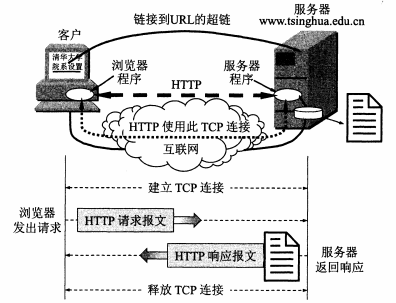 链接到URL的超链
服务器
www.tsinghua.edu.cn
客户
清华大学
院系设置
浏览器
程序
服务器
程序
HTTP
HTTP 使用此 TCP 连接
互联网
建立 TCP 连接
浏览器
发出请求
HTTP 请求报文
HTTP 响应报文
服务器
返回响应
释放 TCP 连接